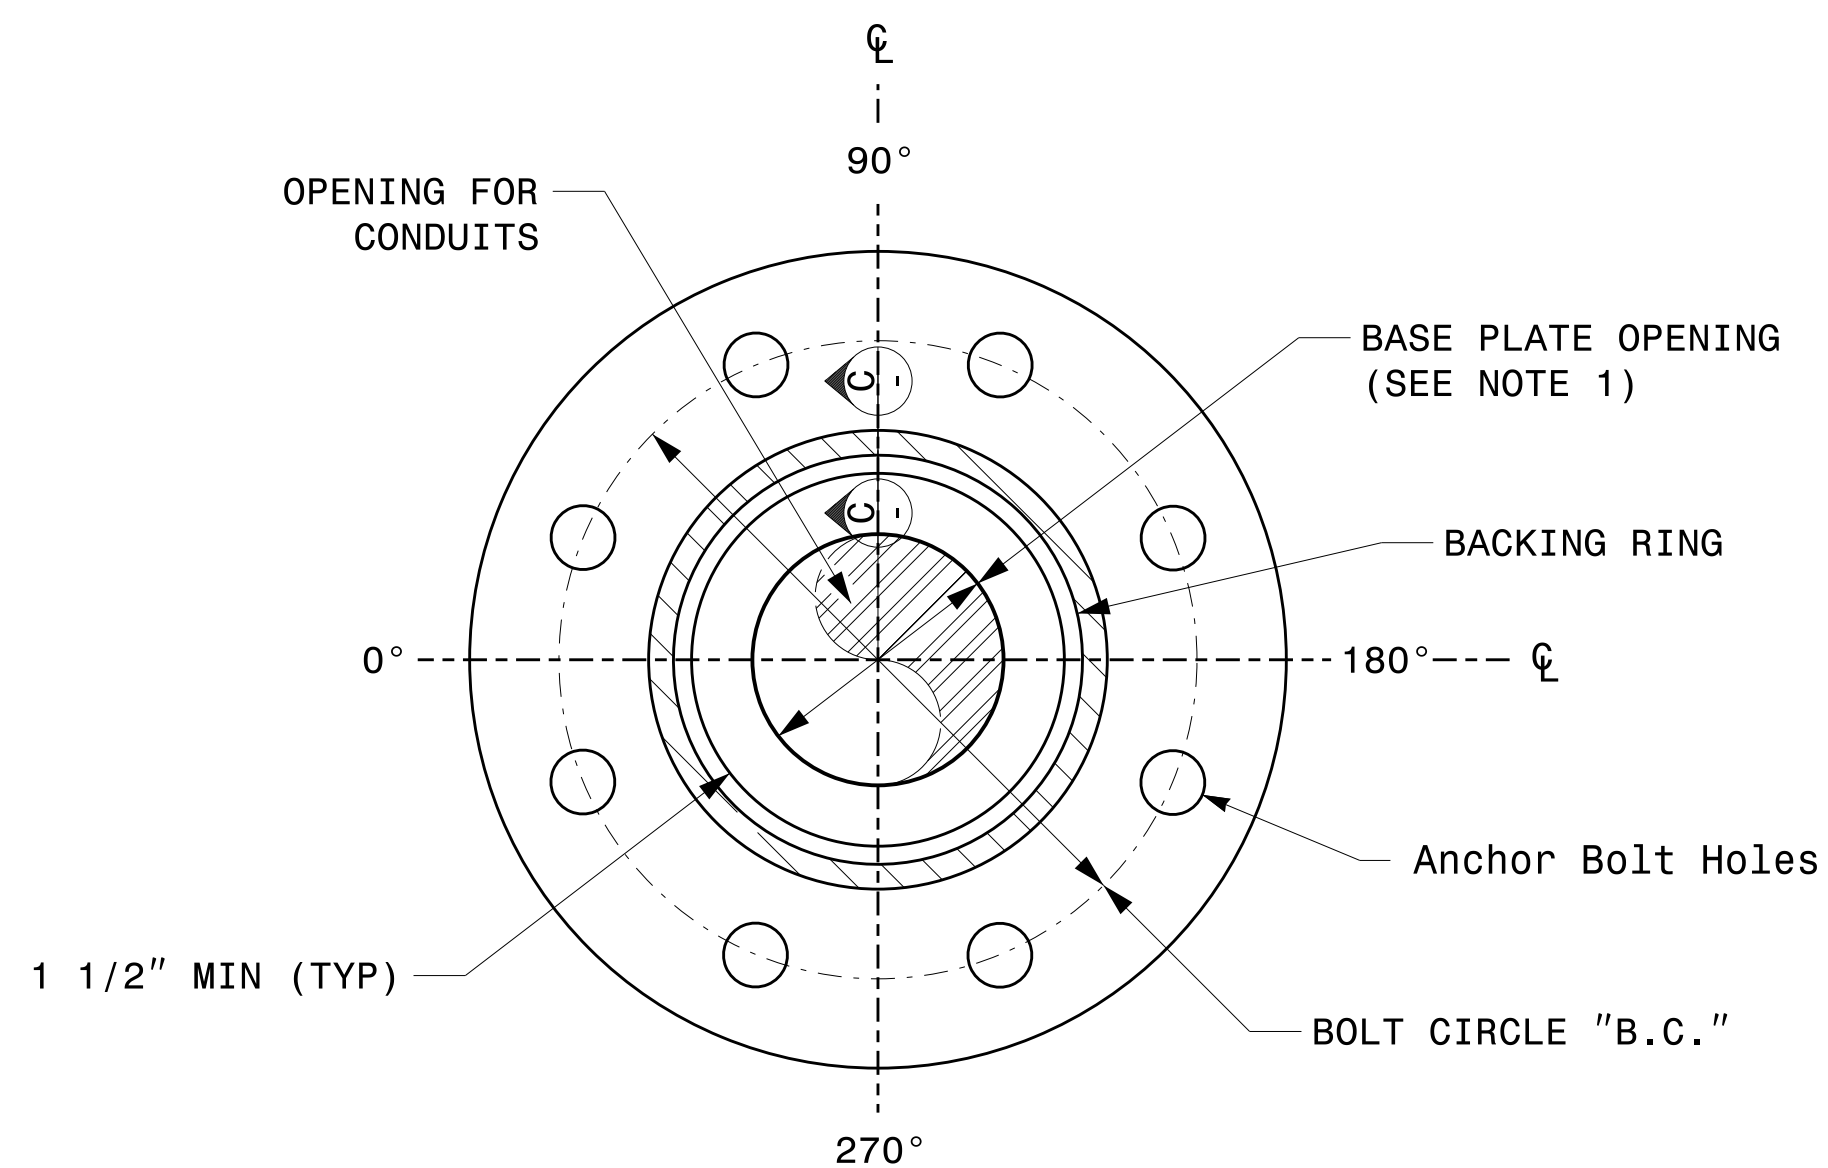 ℄
90°
OPENING FOR
CONDUITS
BASE PLATE OPENING
(SEE NOTE 1)
C
-
C
-
BACKING RING
0°
180°
℄
Anchor Bolt Holes
1 1/2" MIN (TYP)
BOLT CIRCLE "B.C."
270°